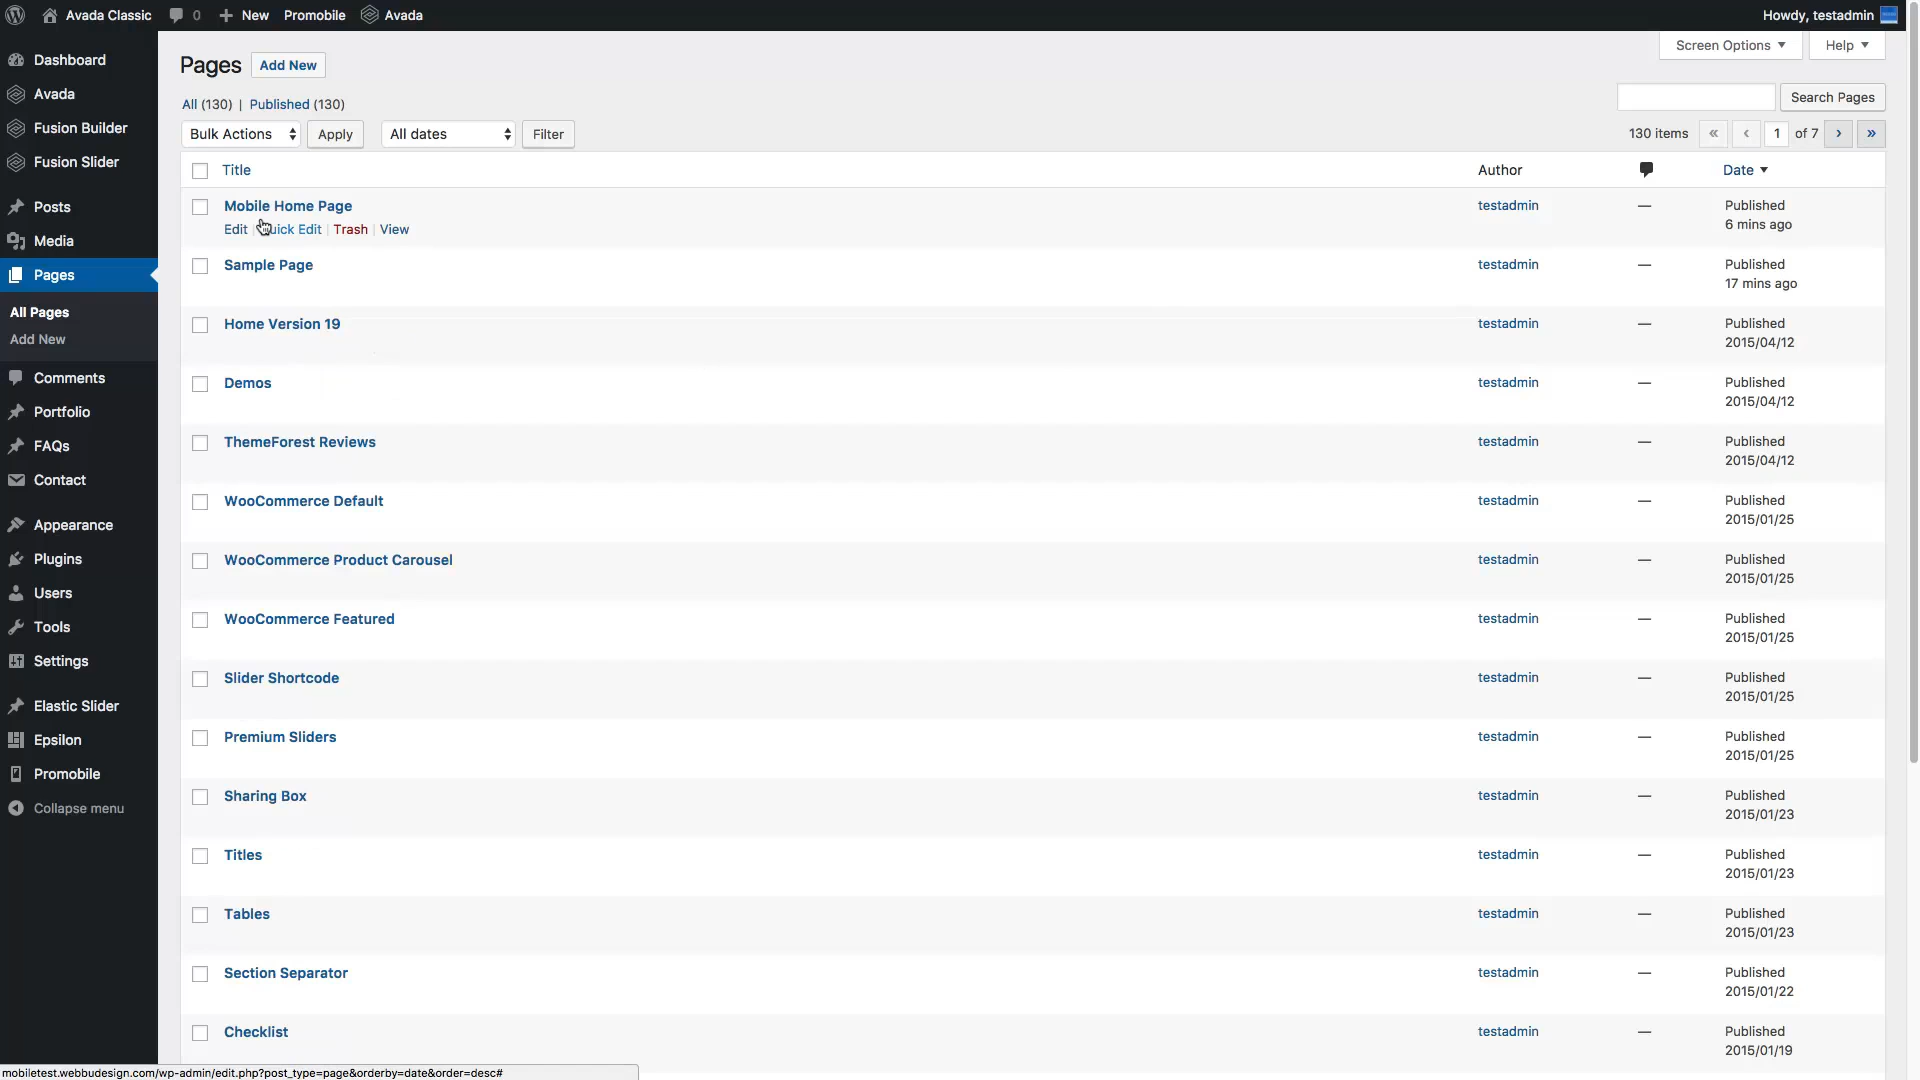 Avada Classic 0 New Promobile Avada Howdy, testadmin
Dashboard
Avada
Fusion Builder
Fusion Slider
Posts
Media
Pages
All Pages
Add New
Comments
Portfolio
FAQs
Contact
Appearance
Plugins
Users
Tools
Settings
Elastic Slider
Epsilon
Promobile
Collapse menu
Screen Options Help
Pages Add New
All (130) | Published (130)
Search Pages
Bulk Actions Apply All dates Filter 130 items « ‹ 1 of 7 › »
Title Author Date
Mobile Home Page testadmin — Published
Edit | Quick Edit | Trash | View 6 mins ago
Sample Page testadmin — Published
17 mins ago
Home Version 19 testadmin — Published
2015/04/12
Demos testadmin — Published
2015/04/12
ThemeForest Reviews testadmin — Published
2015/04/12
WooCommerce Default testadmin — Published
2015/01/25
WooCommerce Product Carousel testadmin — Published
2015/01/25
WooCommerce Featured testadmin — Published
2015/01/25
Slider Shortcode testadmin — Published
2015/01/25
Premium Sliders testadmin — Published
2015/01/25
Sharing Box testadmin — Published
2015/01/23
Titles testadmin — Published
2015/01/23
Tables testadmin — Published
2015/01/23
Section Separator testadmin — Published
2015/01/22
Checklist testadmin — Published
2015/01/19
mobiletest.webbudesign.com/wp-admin/edit.php?post_type=page&orderby=date&order=desc#